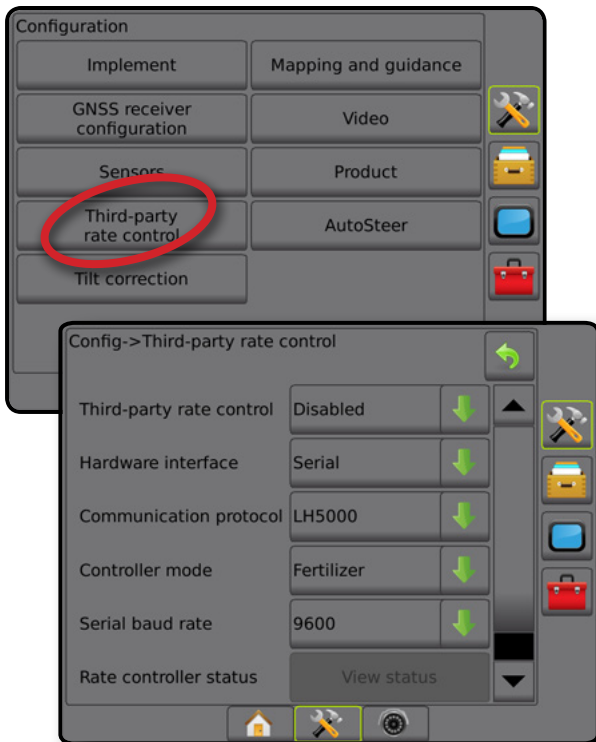 Configuration
Implement
Mapping and guidance
GNSS receiver
configuration
Video
Sensors
Product
Third-party
rate control
AutoSteer
Tilt correction
Config->Third-party rate control
Third-party rate control Disabled
Hardware interface Serial
Communication protocol LH5000
Controller mode Fertilizer
Serial baud rate 9600
Rate controller status View status